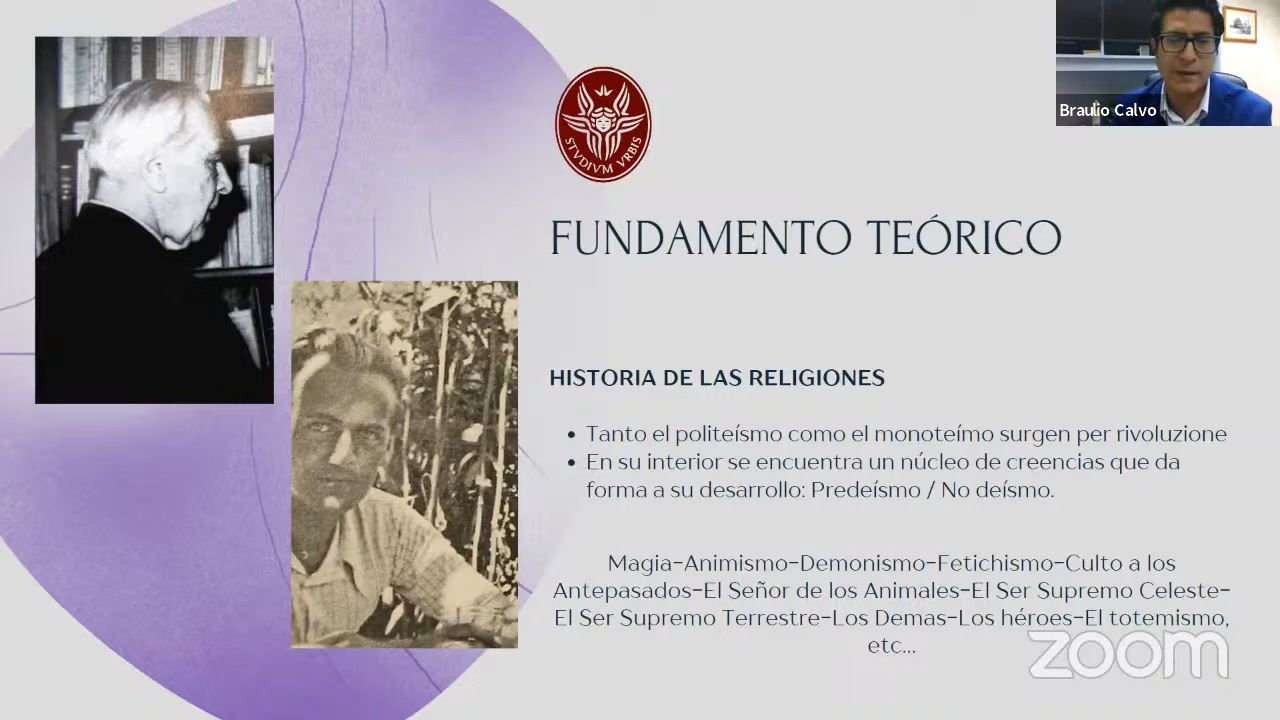 Braulio Calvo
STVDIVM VRBIS
FUNDAMENTO TEÓRICO
HISTORIA DE LAS RELIGIONES
• Tanto el politeísmo como el monoteímo surgen per rivoluzione
• En su interior se encuentra un núcleo de creencias que da
forma a su desarrollo: Predeísmo / No deísmo.
Magia-Animismo-Demonismo-Fetichismo-Culto a los
Antepasados-El Señor de los Animales-El Ser Supremo Celeste-
El Ser Supremo Terrestre-Los Demas-Los héroes-El totemismo,
etc...
zoom